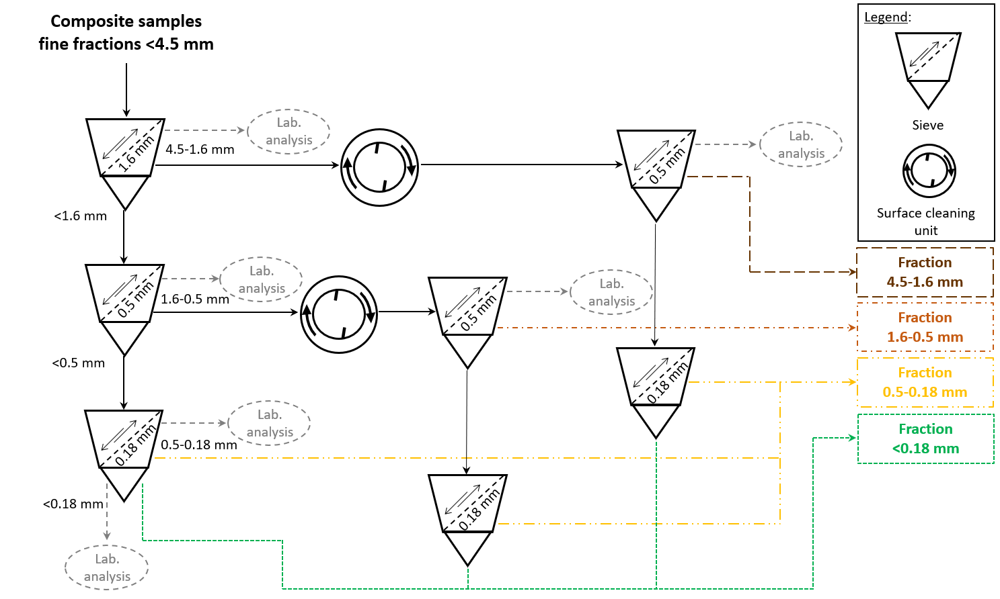 Composite samples
fine fractions <4.5 mm
Legend:
Sieve
Surface cleaning
unit
1.6 mm
4.5-1.6 mm
Lab.
analysis
0.5 mm
Lab.
analysis
<1.6 mm
0.5 mm
1.6-0.5 mm
Lab.
analysis
0.5 mm
Lab.
analysis
<0.5 mm
0.18 mm
0.18 mm
0.5-0.18 mm
Lab.
analysis
0.18 mm
<0.18 mm
Lab.
analysis
Fraction
4.5-1.6 mm
Fraction
1.6-0.5 mm
Fraction
0.5-0.18 mm
Fraction
<0.18 mm